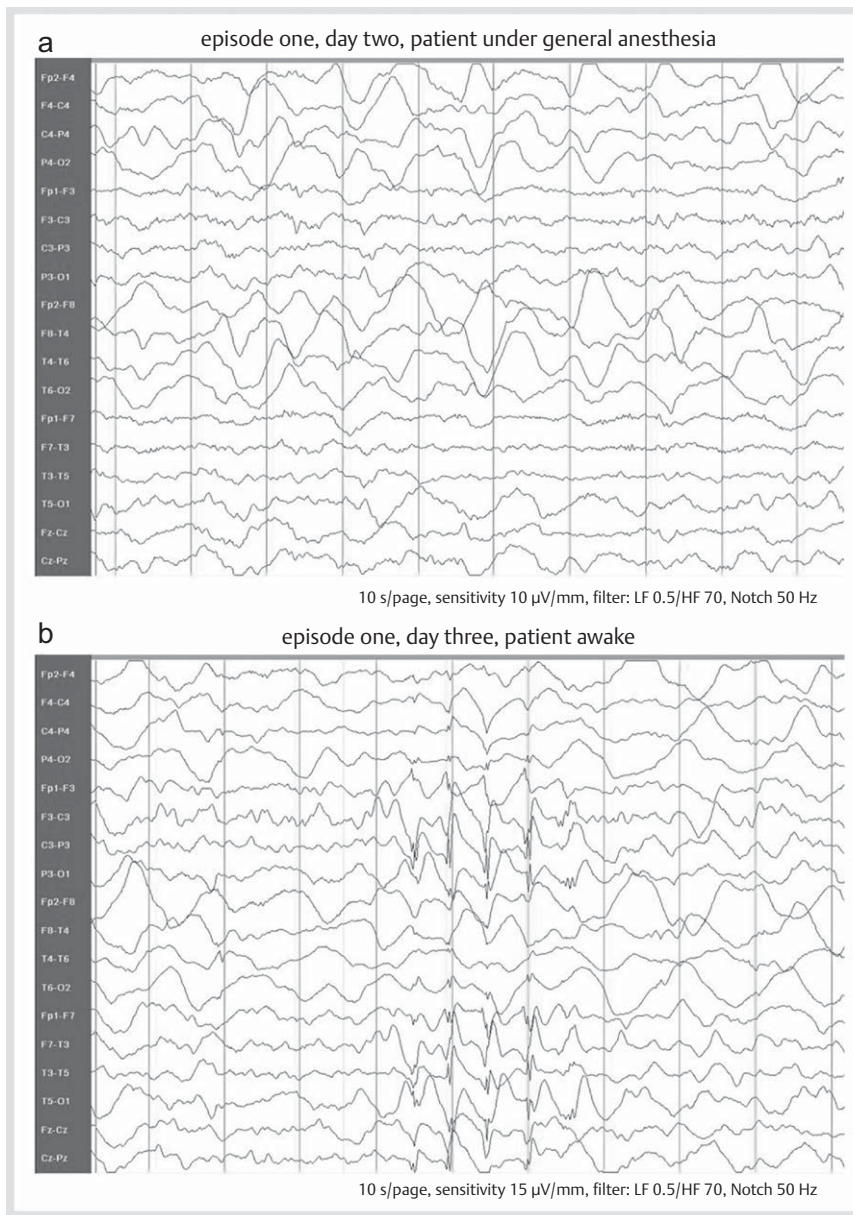 a
episode one, day two, patient under general anesthesia
Fp2-F4
F4-C4
C4-P4
P4-O2
Fp1-F3
F3-C3
C3-P3
P3-O1
Fp2-F8
F8-T4
T4-T6
T6-O2
Fp1-F7
F7-T3
T3-T5
T5-O1
Fz-Cz
Cz-Pz
10 s/page, sensitivity 10 µV/mm, filter: LF 0.5/HF 70, Notch 50 Hz
b
episode one, day three, patient awake
Fp2-F4
F4-C4
C4-P4
P4-O2
Fp1-F3
F3-C3
C3-P3
P3-O1
Fp2-F8
F8-T4
T4-T6
T6-O2
Fp1-F7
F7-T3
T3-T5
T5-O1
Fz-Cz
Cz-Pz
10 s/page, sensitivity 15 µV/mm, filter: LF 0.5/HF 70, Notch 50 Hz